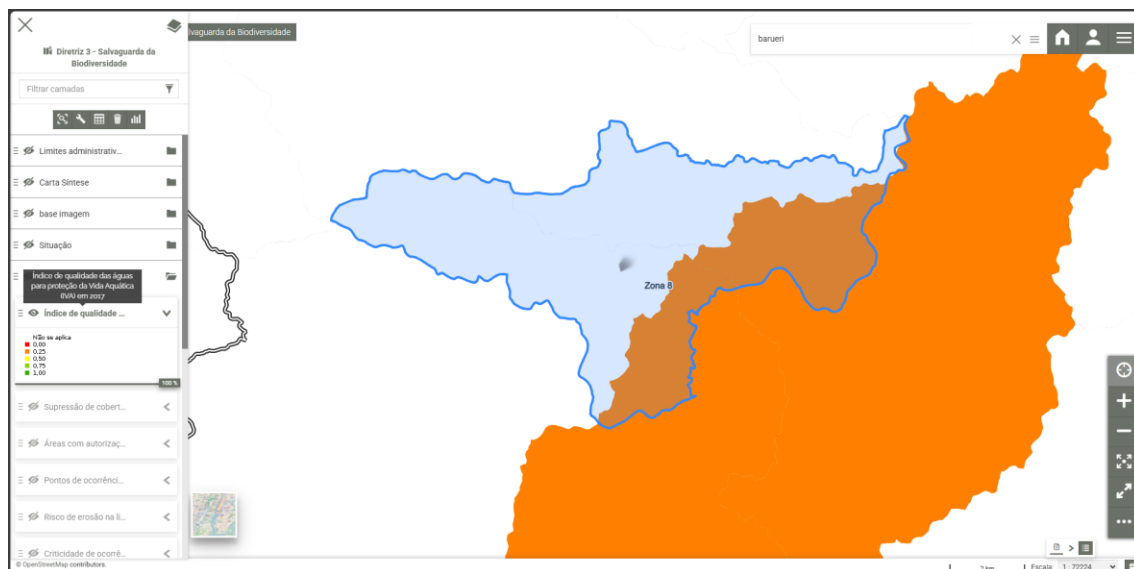 Diretriz 3 - Salvaguarda da
Biodiversidade
vaguarda da Biodiversidade
barueri
Filtrar camadas
Limites administrativ...
Carta Síntese
base imagem
Situação
Índice de qualidade das águas
para proteção da Vida Aquática
(IVA) em 2017
Índice de qualidade ...
Não se aplica
0,00
0,25
0,50
0,75
1,00
100 %
Supressão de cobert...
Áreas com autorizaç...
Pontos de ocorrênci...
Risco de erosão na li...
Criticidade de ocorrê...
Zona 8
© OpenStreetMap contributors.
2 km
Escala 1 : 72224